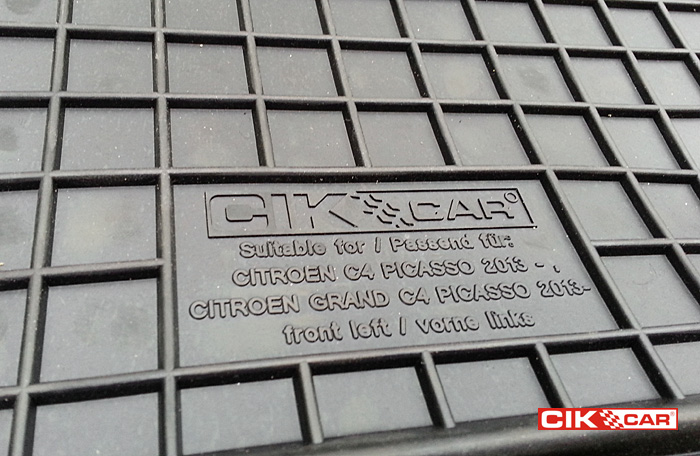 CIK CAR
Suitable for / Passend für:
CITROEN C4 PICASSO 2013 - ,
CITROEN GRAND C4 PICASSO 2013-
front left / vorne links
CIK CAR